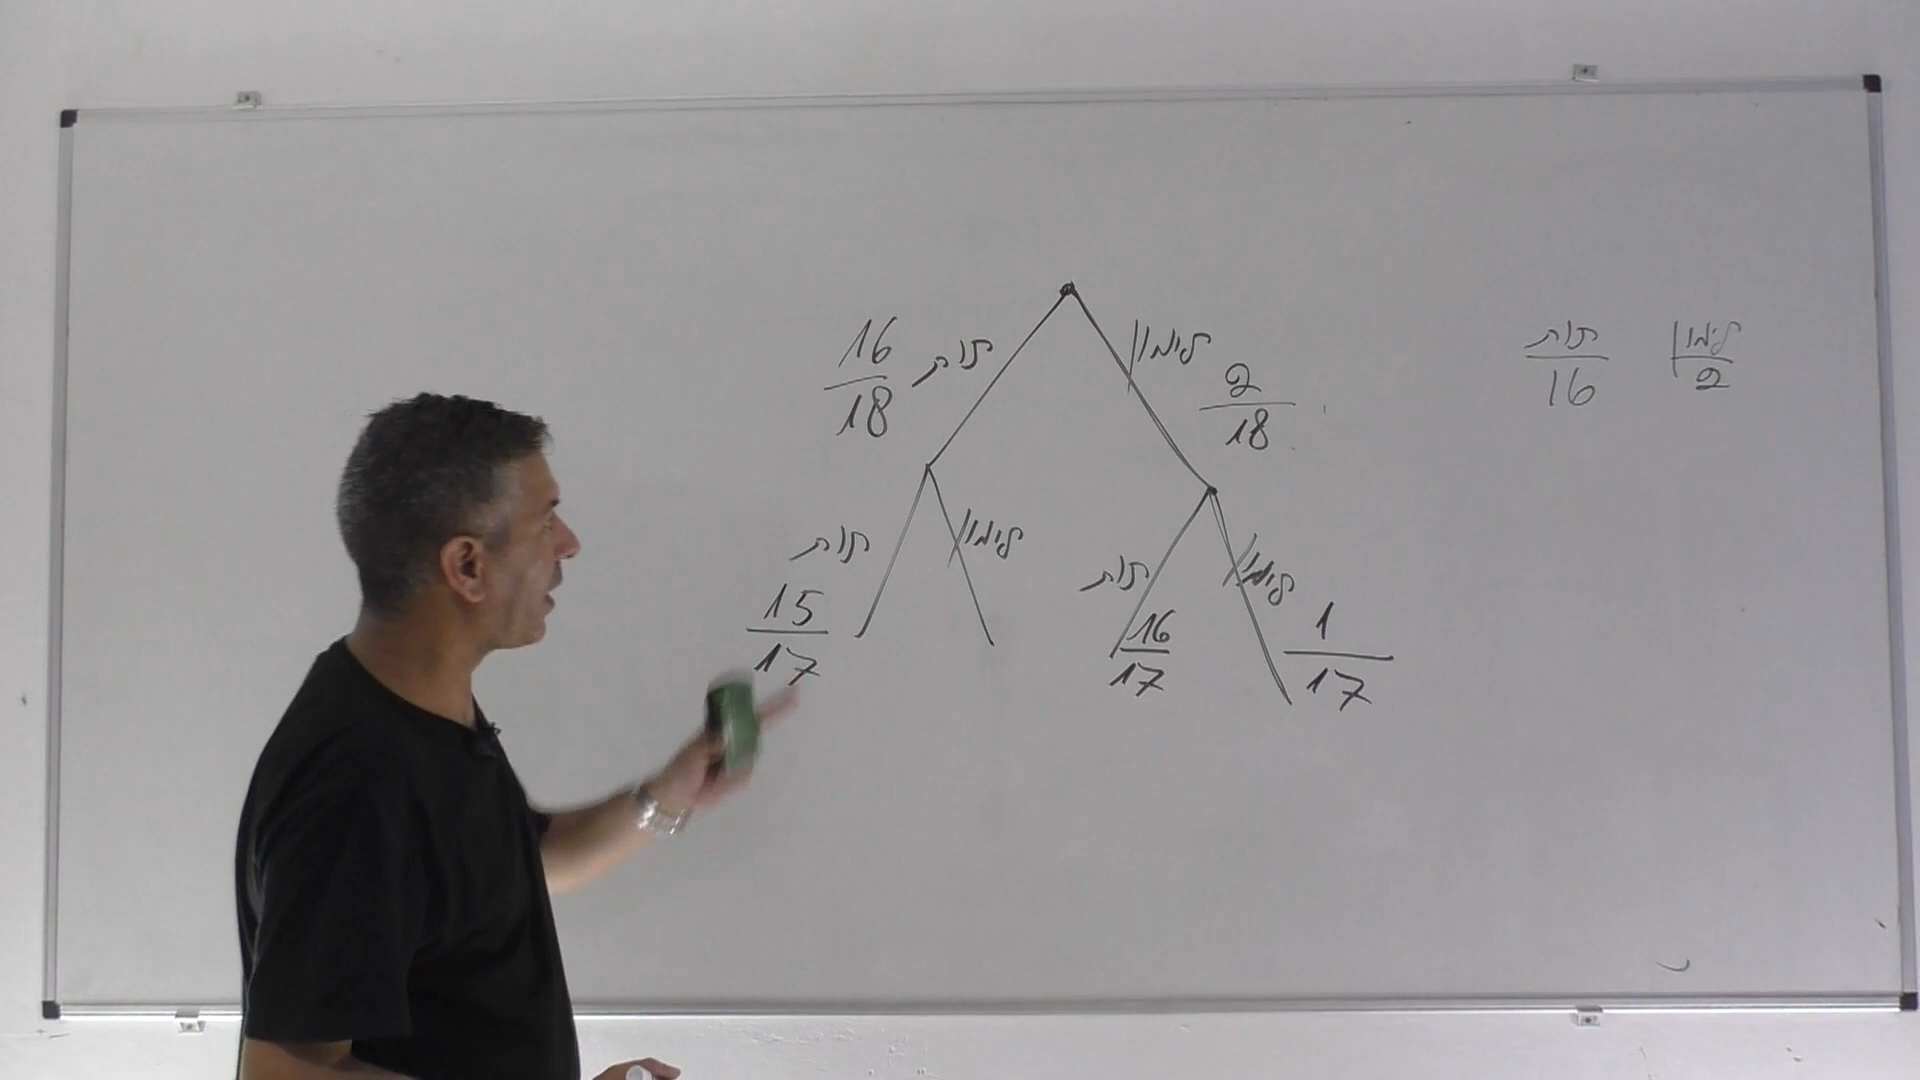 תות לימון
16 2
תות 16/18
לימון 2/18
תות 15/17
לימון
תות 16/17
לימון 1/17